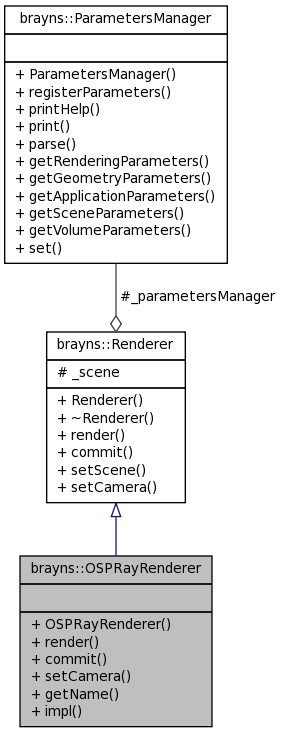 brayns::ParametersManager
+ ParametersManager()
+ registerParameters()
+ printHelp()
+ print()
+ parse()
+ getRenderingParameters()
+ getGeometryParameters()
+ getApplicationParameters()
+ getSceneParameters()
+ getVolumeParameters()
+ set()
#_parametersManager
brayns::Renderer
# _scene
+ Renderer()
+ ~Renderer()
+ render()
+ commit()
+ setScene()
+ setCamera()
brayns::OSPRayRenderer
+ OSPRayRenderer()
+ render()
+ commit()
+ setCamera()
+ getName()
+ impl()